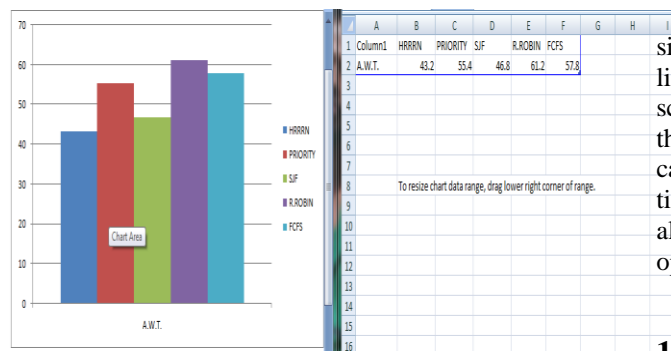 70
60
50
40
30
20
10
0
A.W.T.
Chart Area
HRRRN
PRIORITY
SJF
R.ROBIN
FCFS
A B C D E F G H I
1 Column1 HRRRN PRIORITY SJF R.ROBIN FCFS
2 A.W.T. 43.2 55.4 46.8 61.2 57.8
3
4
5
6
7
8 To resize chart data range, drag lower right corner of range.
9
10
11
12
13
14
15
16
si
li
sc
th
ca
ti
al
op
1